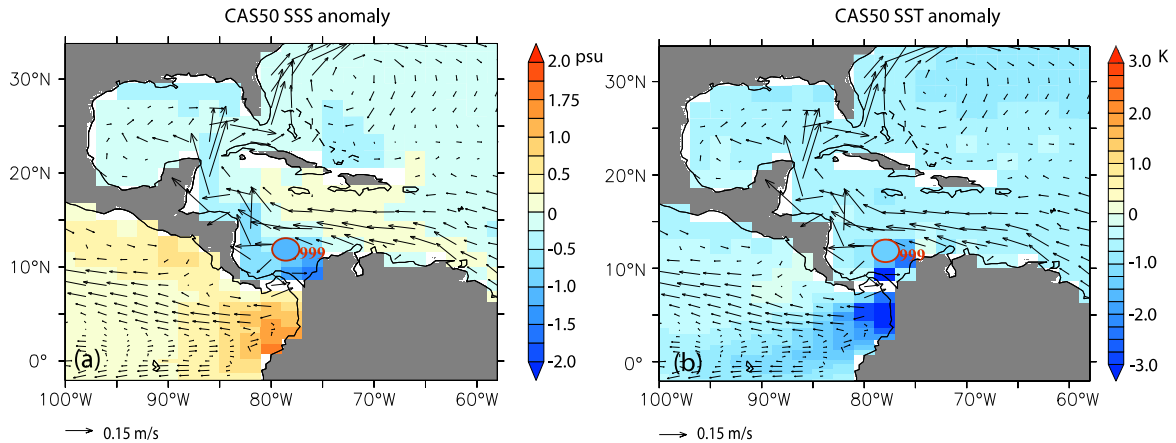 CAS50 SSS anomaly
30°N
20°N
10°N
0°
999
(a)
100°W
90°W
80°W
70°W
60°W
0.15 m/s
2.0 psu
1.75
1.0
0.5
0
-0.5
-1.0
-1.5
-2.0
CAS50 SST anomaly
30°N
20°N
10°N
0°
999
(b)
100°W
90°W
80°W
70°W
60°W
0.15 m/s
3.0 K
2.0
1.0
0
-1.0
-2.0
-3.0